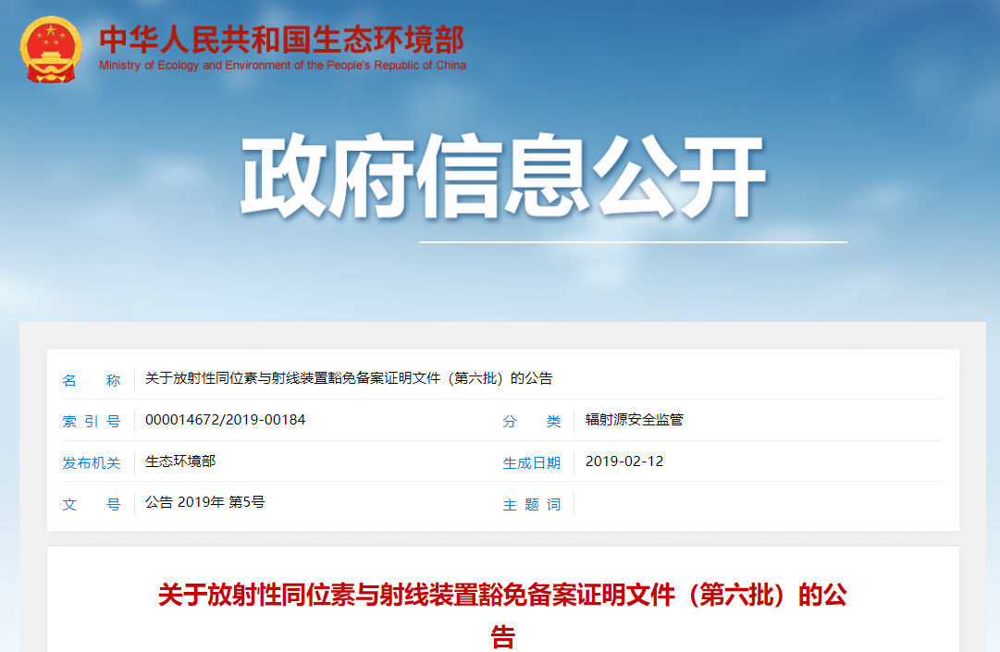 中华人民共和国生态环境部
Ministry of Ecology and Environment of the People's Republic of China
政府信息公开
名 称 关于放射性同位素与射线装置豁免备案证明文件（第六批）的公告
索 引 号 000014672/2019-00184 分 类 辐射源安全监管
发布机关 生态环境部 生成日期 2019-02-12
文 号 公告 2019年 第5号 主 题 词
关于放射性同位素与射线装置豁免备案证明文件（第六批）的公
告